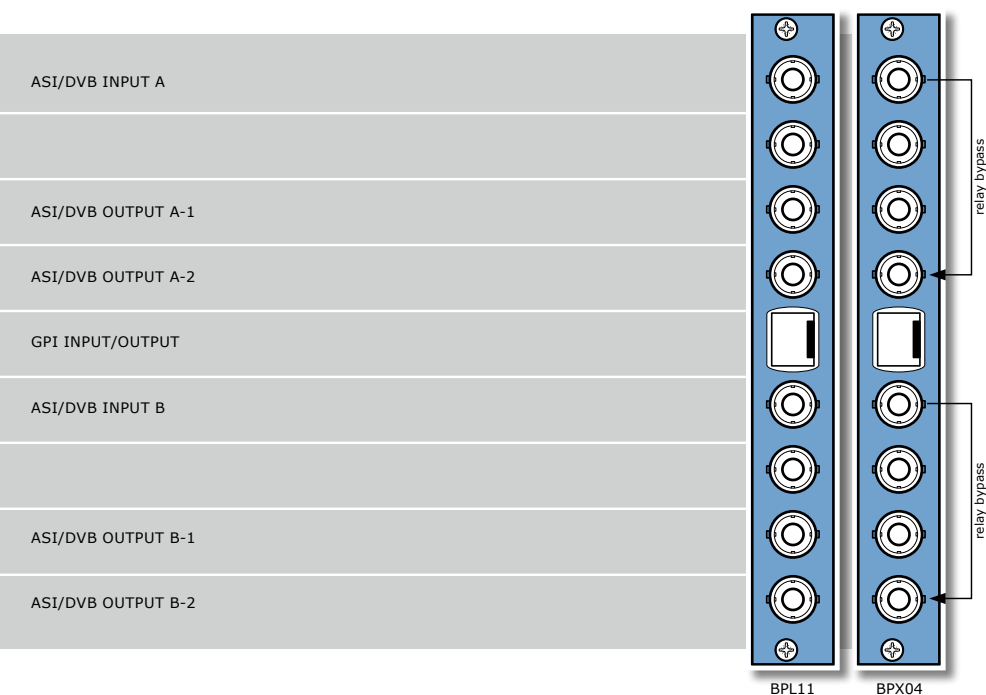 ASI/DVB INPUT A
relay bypass
ASI/DVB OUTPUT A-1
ASI/DVB OUTPUT A-2
GPI INPUT/OUTPUT
ASI/DVB INPUT B
relay bypass
ASI/DVB OUTPUT B-1
ASI/DVB OUTPUT B-2
BPL11
BPX04